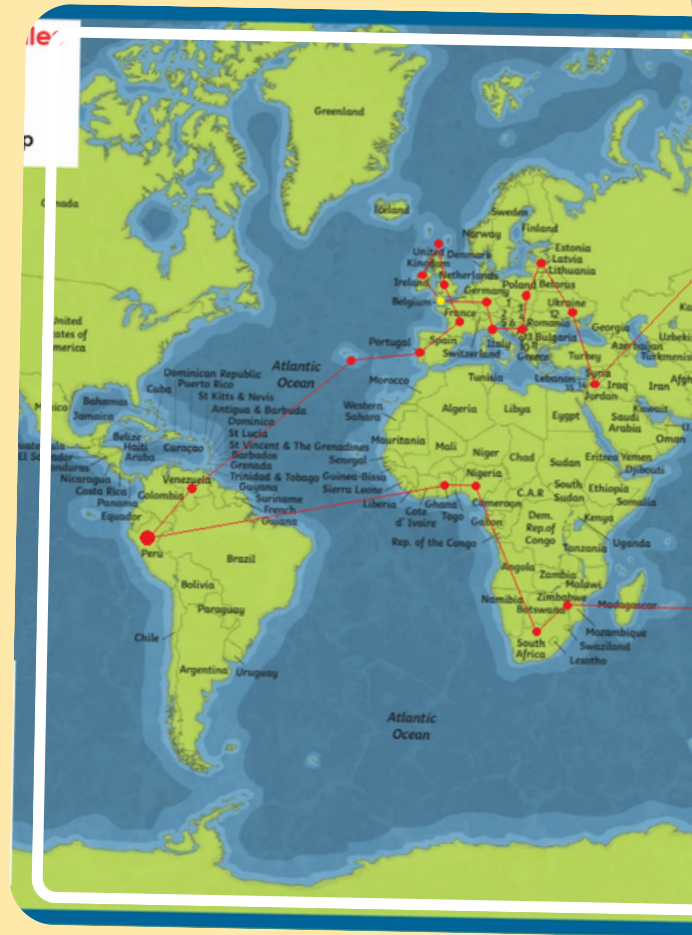 Greenland
Canada
Iceland
Sweden
Finland
Norway
United
Kingdom
Denmark
Estonia
Latvia
Lithuania
Ireland
Netherlands
Germany
Poland
Belarus
Belgium
France
Ukraine
12
Romania
Georgia
United
States of
America
Portugal
Spain
Italy
Bulgaria
Switzerland
Greece
Turkey
Azerbaijan
Atlantic
Ocean
Dominican Republic
Puerto Rico
Cuba
St Kitts & Nevis
Antigua & Barbuda
Morocco
Tunisia
Lebanon
Syria
Iraq
Iran
Jordan
Bahamas
Jamaica
Dominica
St Lucia
Western
Sahara
Algeria
Libya
Egypt
Kuwait
Saudi
Arabia
Oman
Mexico
Belize
Haiti
Aruba
Curaçao
St Vincent & The Grenadines
Barbados
Grenada
Mauritania
Mali
Niger
Chad
Sudan
Eritrea
Yemen
Djibouti
El Salvador
Nicaragua
Costa Rica
Panama
Venezuela
Colombia
Trinidad & Tobago
Guyana
Suriname
French
Guiana
Senegal
Guinea-Bissa
Sierra Leone
Liberia
Nigeria
C.A.R
South
Sudan
Ethiopia
Somalia
Ecuador
Cote
d' Ivoire
Ghana
Togo
Cameroon
Gabon
Kenya
Uganda
Peru
Brazil
Rep. of the Congo
Dem.
Rep.of
Congo
Tanzania
Bolivia
Angola
Zambia
Malawi
Paraguay
Namibia
Zimbabwe
Botswana
Madagascar
Chile
South
Africa
Mozambique
Swaziland
Lesotho
Argentina
Uruguay
Atlantic
Ocean